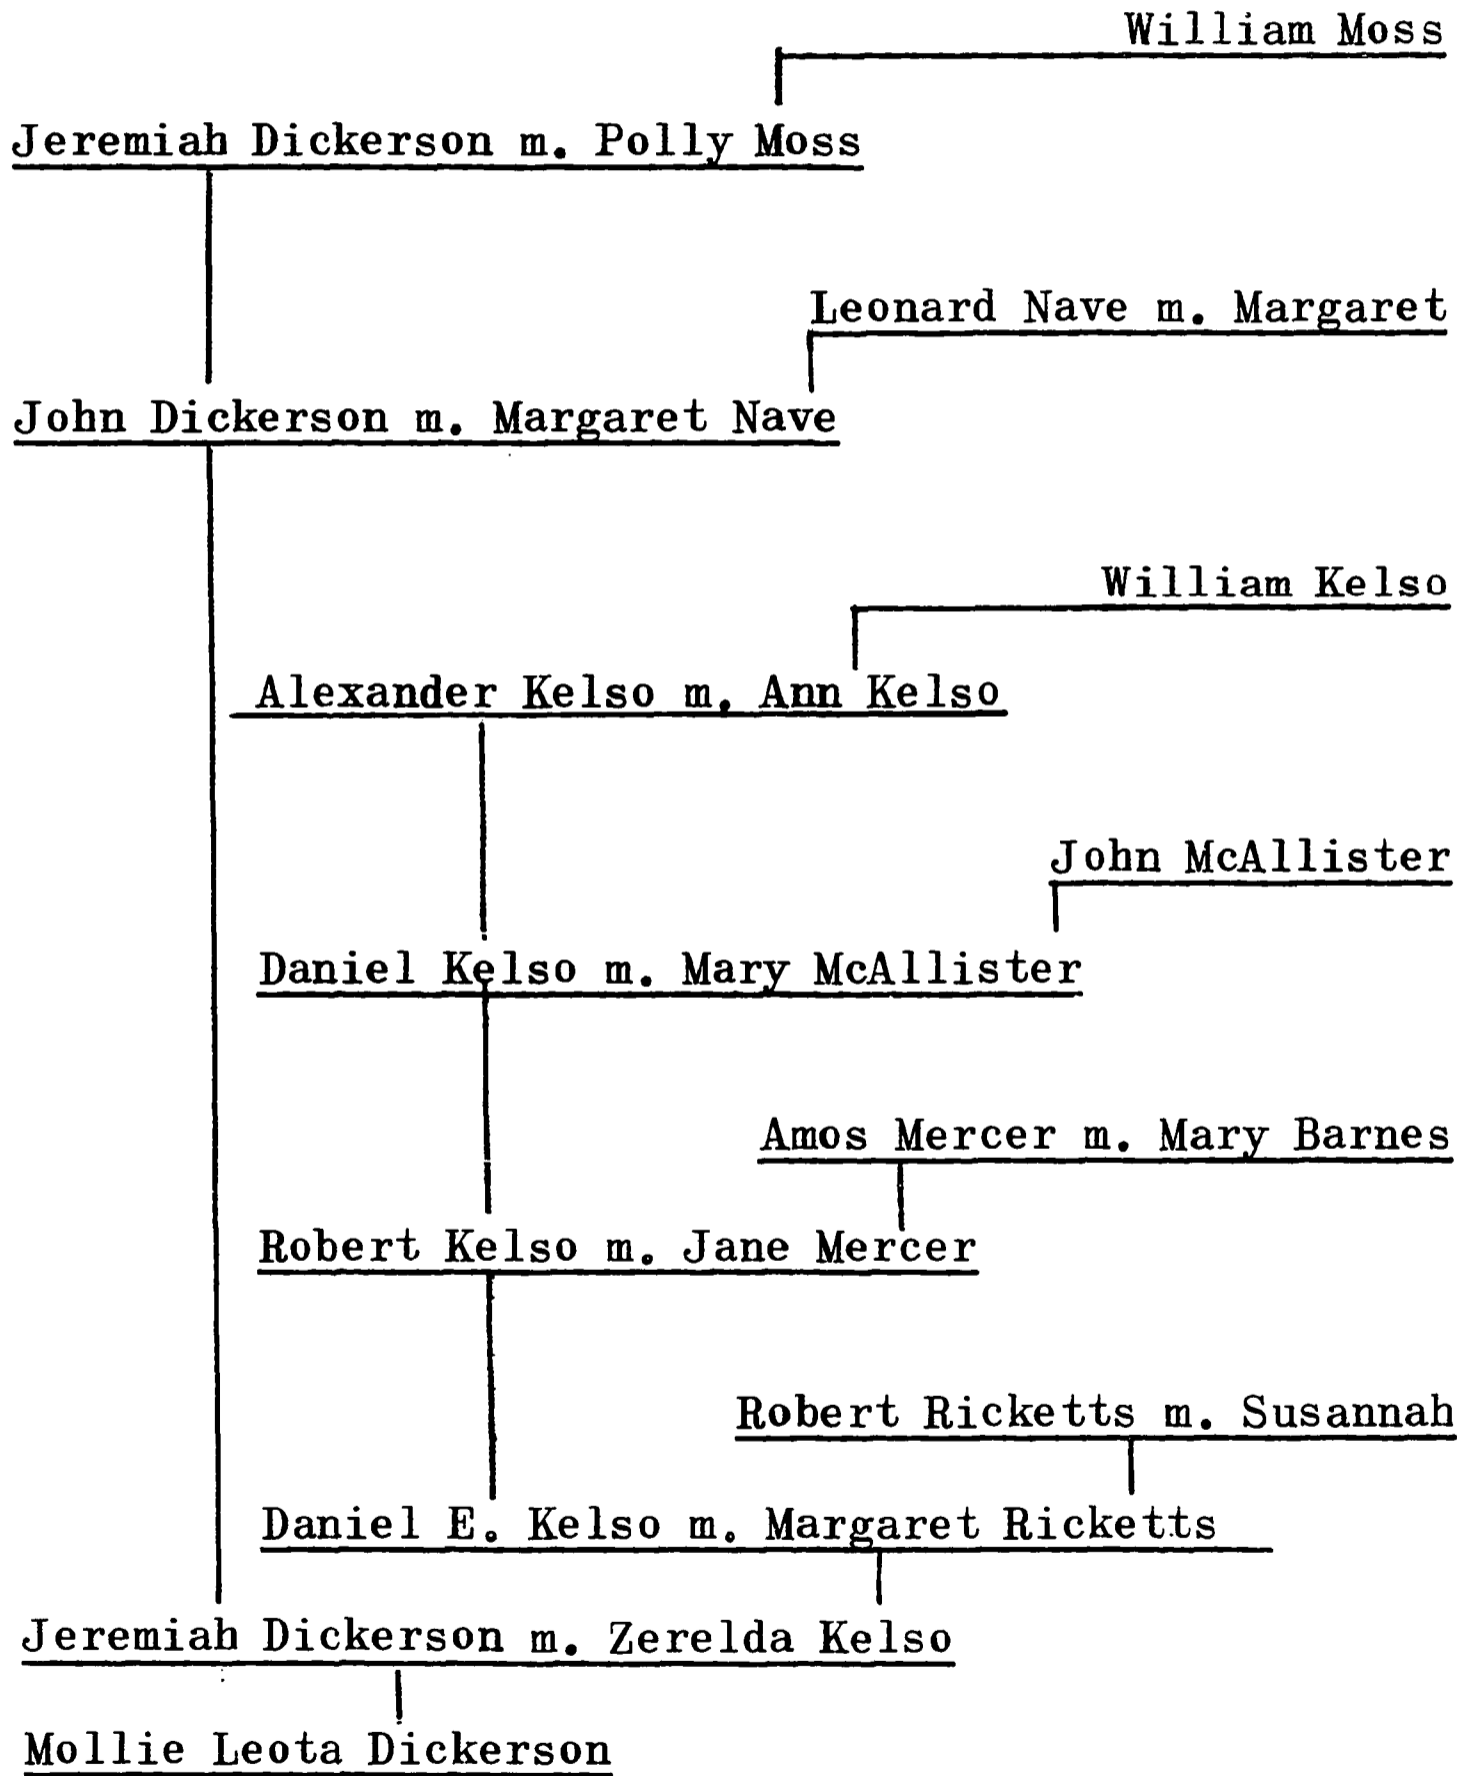 William Moss
Jeremiah Dickerson m. Polly Moss
Leonard Nave m. Margaret
John Dickerson m. Margaret Nave
William Kelso
Alexander Kelso m. Ann Kelso
John McAllister
Daniel Kelso m. Mary McAllister
Amos Mercer m. Mary Barnes
Robert Kelso m. Jane Mercer
Robert Ricketts m. Susannah
Daniel E. Kelso m. Margaret Ricketts
Jeremiah Dickerson m. Zerelda Kelso
Mollie Leota Dickerson